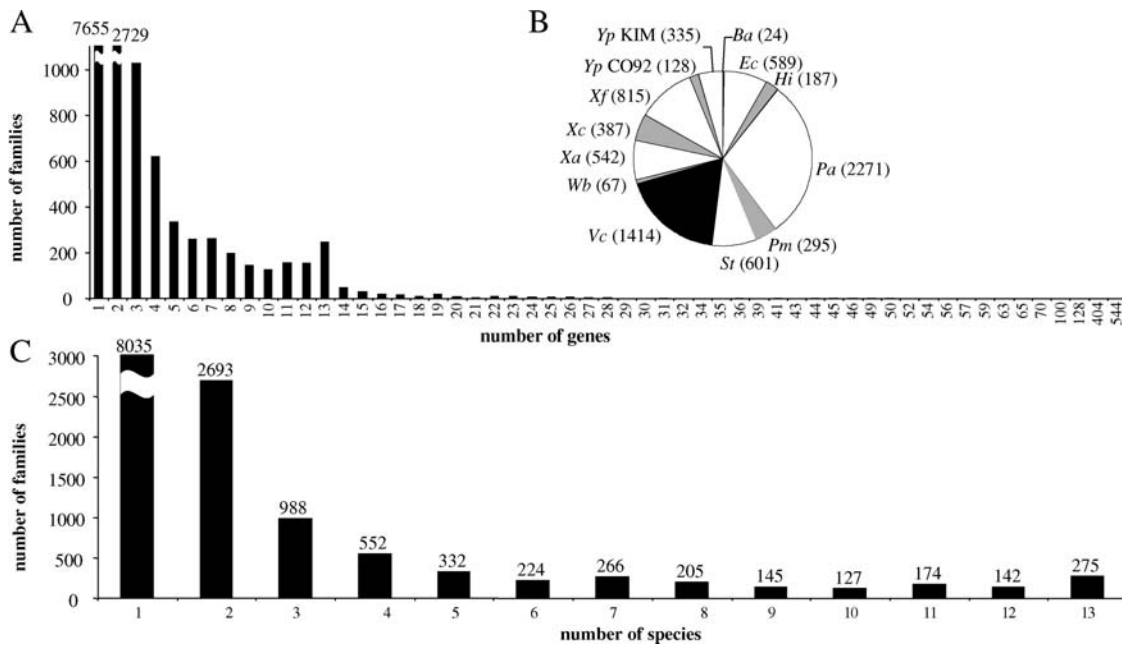 A
7655
2729
1000
800
600
400
200
0
number of families
1 2 3 4 5 6 7 8 9 10 11 12 13 14 15 16 17 18 19 20 21 22 23 24 25 26 27 28 29 30 31 32 34 35 36 39 41 43 44 45 46 49 50 52 54 56 57 59 63 65 70 100 128 404 544
number of genes
B
Yp KIM (335)
Ba (24)
Yp CO92 (128)
Ec (589)
Hi (187)
Xf (815)
Xc (387)
Xa (542)
Pa (2271)
Wb (67)
Vc (1414)
Pm (295)
St (601)
C
8035
3000
2693
2500
2000
1500
1000
500
0
number of families
988
552
332
224
266
205
145
127
174
142
275
1 2 3 4 5 6 7 8 9 10 11 12 13
number of species